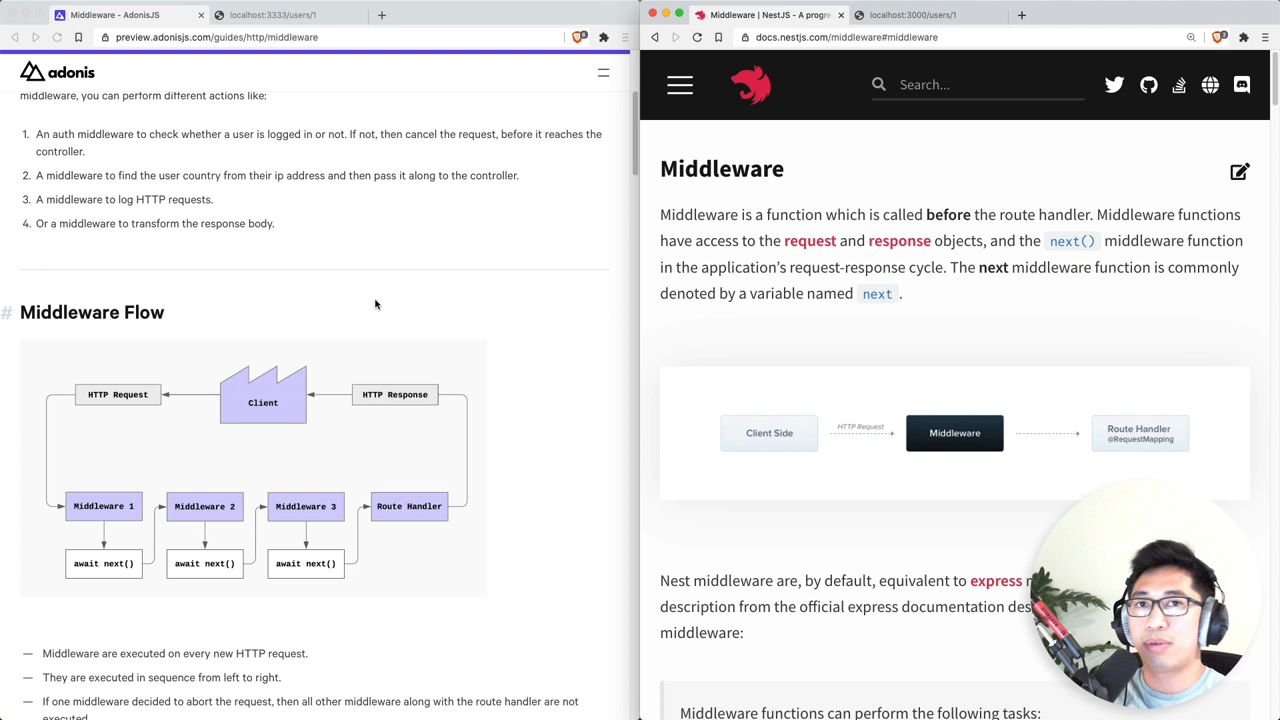 Middleware - AdonisJS
localhost:3333/users/1
preview.adonisjs.com/guides/http/middleware
6
adonis
middleware, you can perform different actions like:
1. An auth middleware to check whether a user is logged in or not. If not, then cancel the request, before it reaches the
controller.
2. A middleware to find the user country from their ip address and then pass it along to the controller.
3. A middleware to log HTTP requests.
4. Or a middleware to transform the response body.
# Middleware Flow
HTTP Request
Client
HTTP Response
Middleware 1
Middleware 2
Middleware 3
Route Handler
await next()
await next()
await next()
— Middleware are executed on every new HTTP request.
— They are executed in sequence from left to right.
— If one middleware decided to abort the request, then all other middleware along with the route handler are not
executed
Middleware | NestJS - A progre
localhost:3000/users/1
docs.nestjs.com/middleware#middleware
2
Search...
Middleware
Middleware is a function which is called before the route handler. Middleware functions
have access to the request and response objects, and the next() middleware function
in the application's request-response cycle. The next middleware function is commonly
denoted by a variable named next .
Client Side
HTTP Request
Middleware
Route Handler
@RequestMapping
Nest middleware are, by default, equivalent to express
description from the official express documentation des
middleware:
Middleware functions can perform the following tasks: